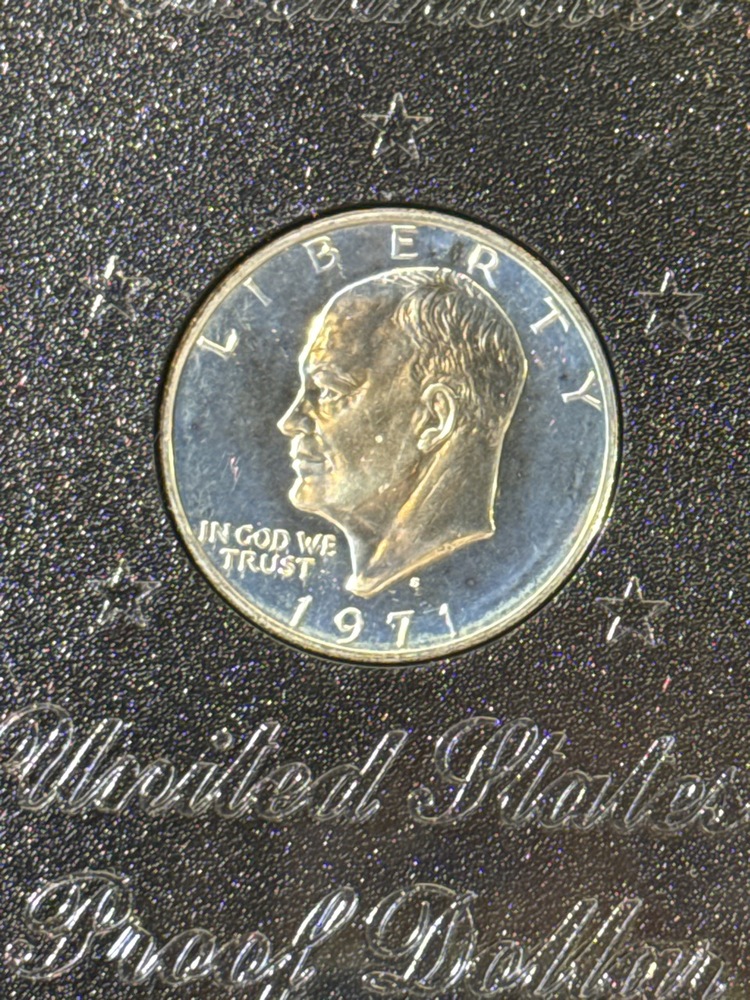 LIBERTY
IN GOD WE
TRUST
S
1971
United States
Proof Dollar